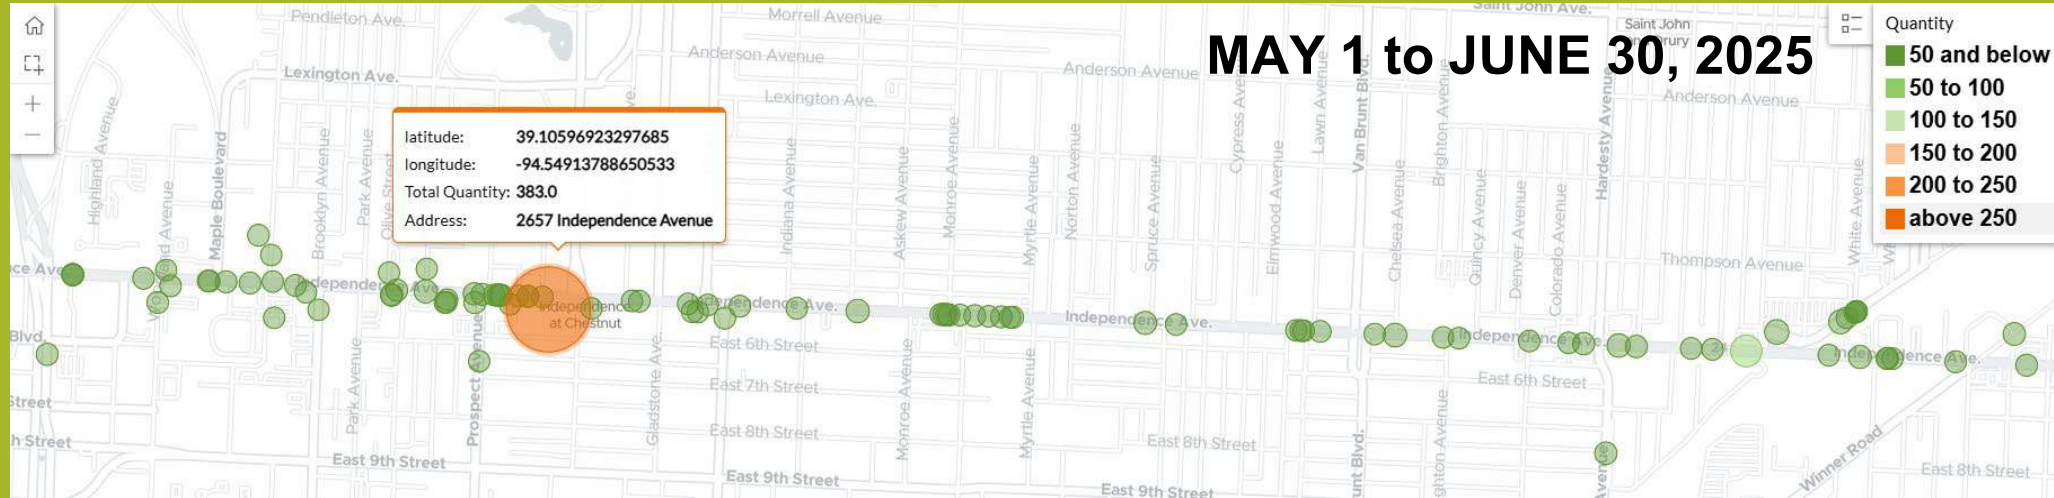 MAY 1 to JUNE 30, 2025
Quantity
50 and below
50 to 100
100 to 150
150 to 200
200 to 250
above 250
latitude: 39.10596923297685
longitude: -94.54913788650533
Total Quantity: 383.0
Address: 2657 Independence Avenue
Pendleton Ave.
Morrell Avenue
Saint John Ave.
Saint John
Drury
Anderson Avenue
Anderson Avenue
Anderson Avenue
Lexington Ave.
Lexington Ave.
Highland Avenue
Maple Boulevard
Brooklyn Avenue
Park Avenue
Olive Street
Indiana Avenue
Askew Avenue
Monroe Avenue
Myrtle Avenue
Norton Avenue
Spruce Avenue
Cypress Ave
Elmwood Avenue
Lawn Avenue
Van Brunt Blvd.
Chelsea Avenue
Brighton Avenue
Quincy Avenue
Denver Avenue
Colorado Avenue
Hardesty Avenue
White Avenue
Thompson Avenue
ce Ave
Independence Ave.
Independence
at Chestnut
Independence Ave.
Independence Ave.
Independence Ave.
Blvd.
East 6th Street
East 6th Street
East 7th Street
Street
h Street
Park Avenue
Prospect Avenue
Gladstone Ave.
Monroe Avenue
Myrtle Avenue
East 8th Street
East 8th Street
East 8th Street
East 9th Street
East 9th Street
East 9th Street
unt Blvd.
ghton Avenue
Avenue
Winner Road